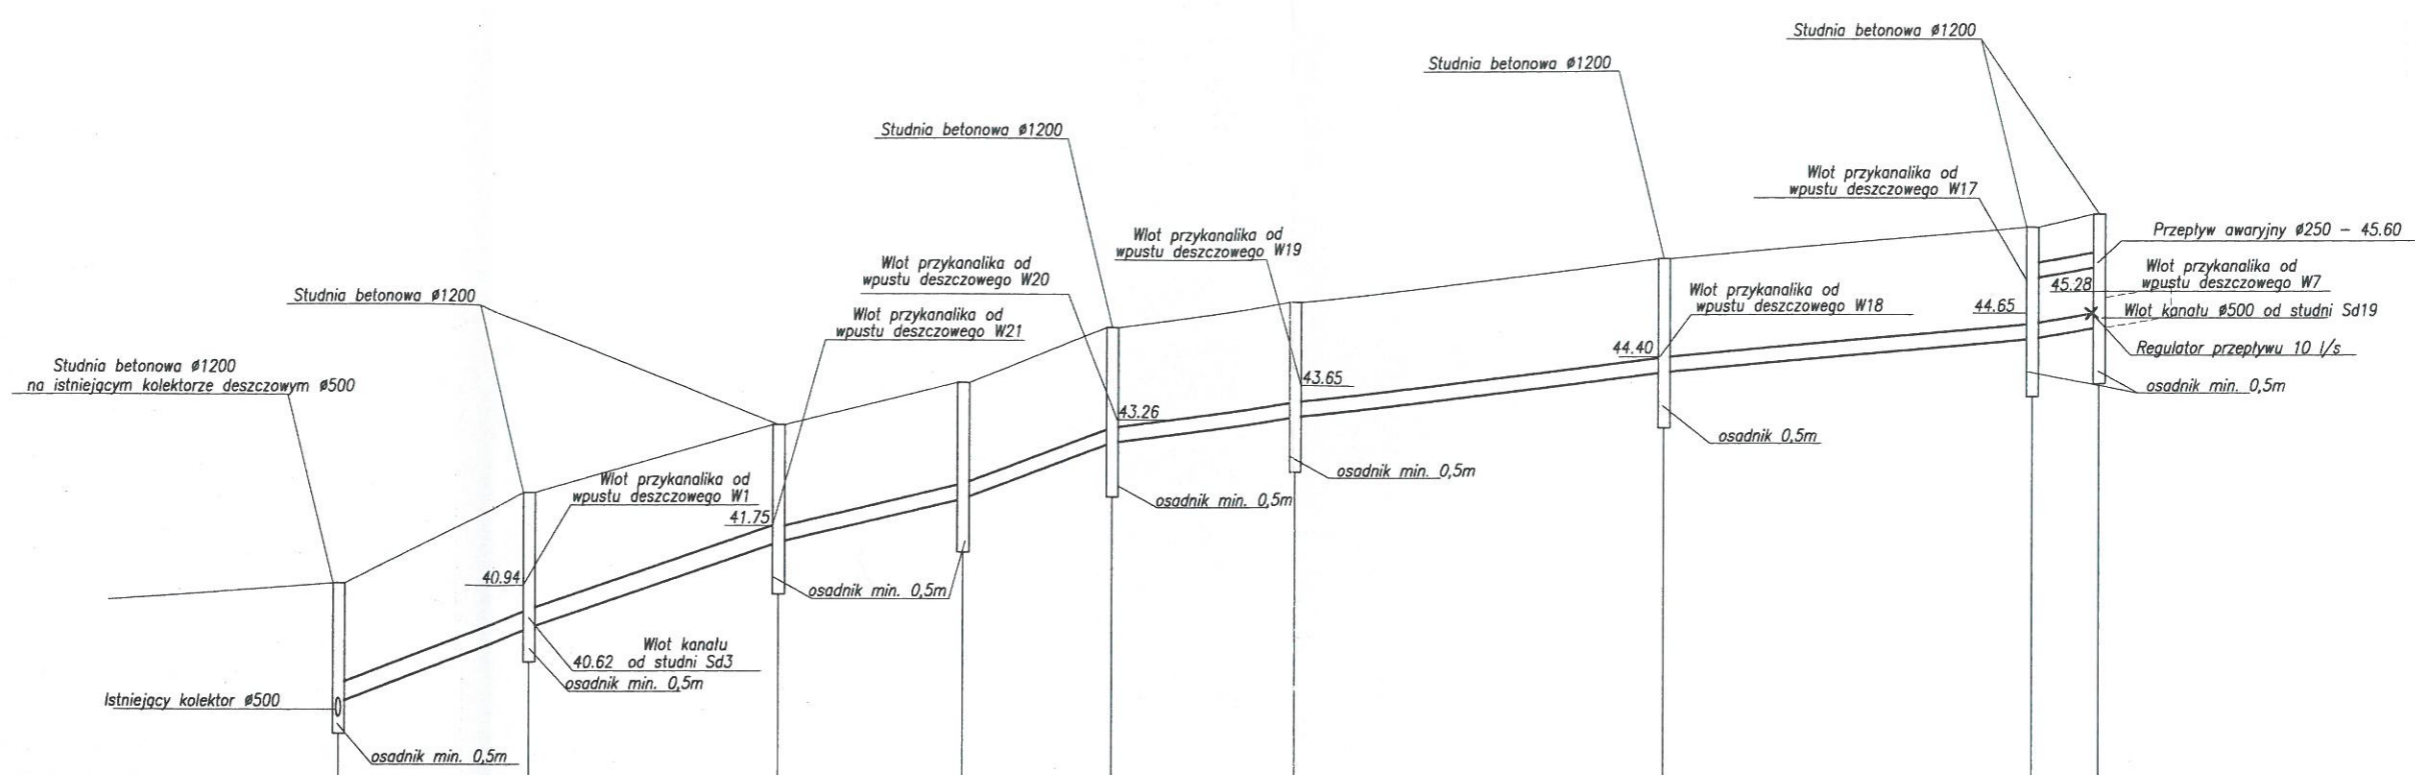 Studnia betonowa ø1200
Studnia betonowa ø1200
Studnia betonowa ø1200
Wlot przykanalika od
wpustu deszczowego W17
Wlot przykanalika od
wpustu deszczowego W19
Przepływ awaryjny ø250 – 45.60
Wlot przykanalika od
wpustu deszczowego W20
Wlot przykanalika od
wpustu deszczowego W7
45.28
Studnia betonowa ø1200
Wlot przykanalika od
wpustu deszczowego W18
44.65
Wlot kanału ø500 od studni Sd19
Wlot przykanalika od
wpustu deszczowego W21
44.40
Regulator przepływu 10 l/s
Studnia betonowa ø1200
na istniejącym kolektorze deszczowym ø500
43.65
osadnik min. 0,5m
43.26
osadnik 0,5m
osadnik min. 0,5m
Wlot przykanalika od
wpustu deszczowego W1
osadnik min. 0,5m
41.75
40.94
osadnik min. 0,5m
Wlot kanału
40.62 od studni Sd3
osadnik min. 0,5m
Istniejący kolektor ø500
osadnik min. 0,5m